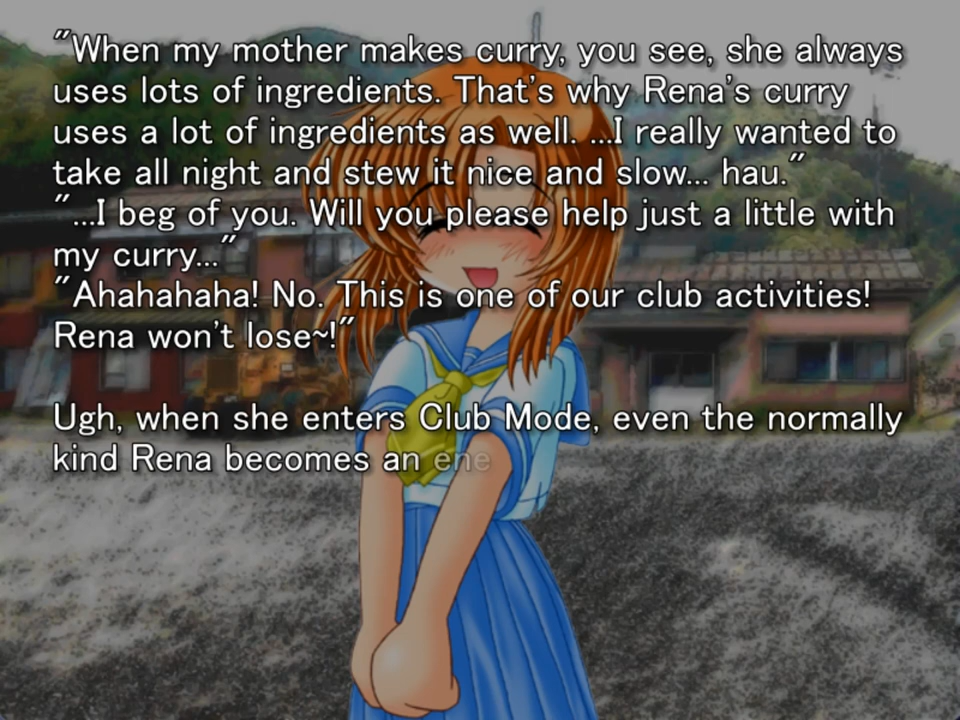 "When my mother makes curry, you see, she always
uses lots of ingredients. That's why Rena's curry
uses a lot of ingredients as well. ...I really wanted to
take all night and stew it nice and slow... hau."
"...I beg of you. Will you please help just a little with
my curry..."
"Ahahahaha! No. This is one of our club activities!
Rena won't lose~!"
Ugh, when she enters Club Mode, even the normally
kind Rena becomes an ene